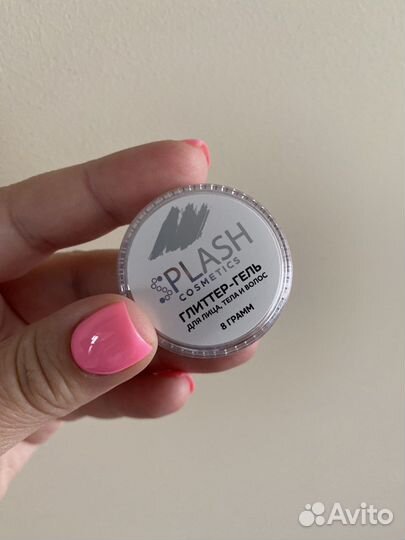 PLASH
COSMETICS
ГЛИТТЕР-ГЕЛЬ
ДЛЯ ЛИЦА, ТЕЛА И ВОЛОС
8 ГРАММ
Avito